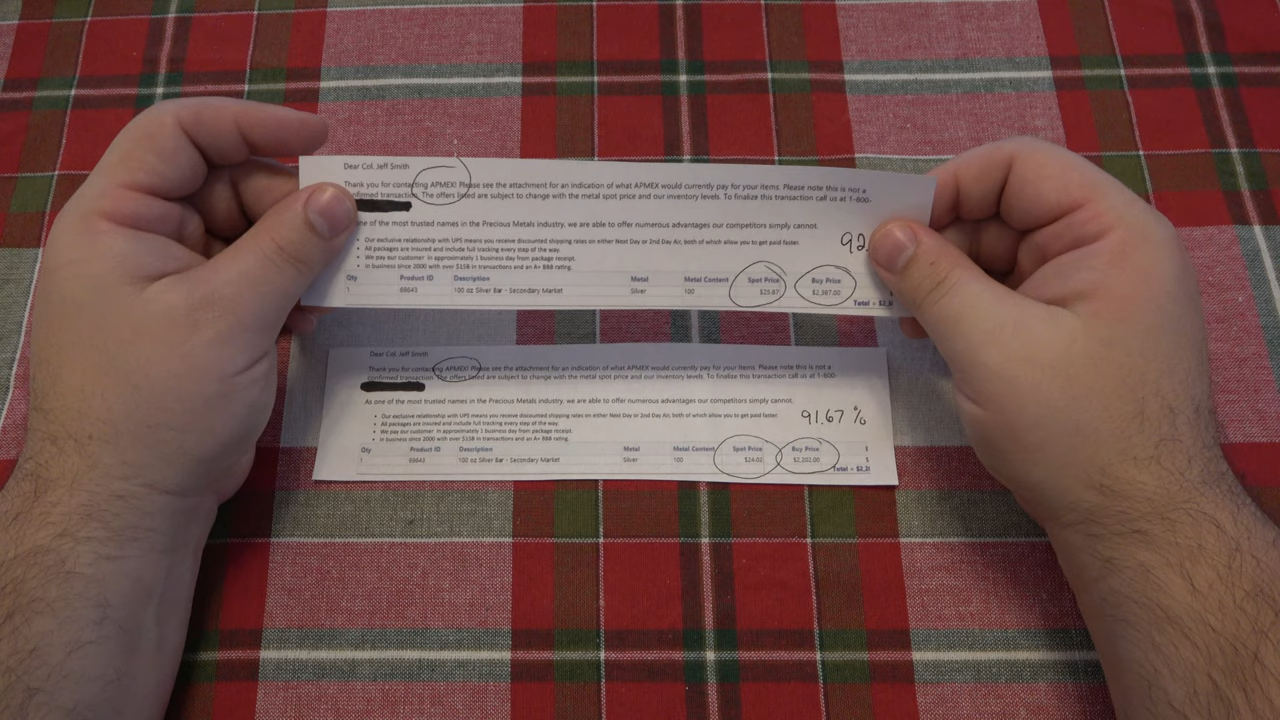 Dear Col. Jeff Smith
Thank you for contacting APMEX! Please see the attachment for an indication of what APMEX would currently pay for your items. Please note this is not a
confirmed transaction. The offers listed are subject to change with the metal spot price and our inventory levels. To finalize this transaction call us at 1-800-
one of the most trusted names in the Precious Metals industry, we are able to offer numerous advantages our competitors simply cannot.
• Our exclusive relationship with UPS means you receive discounted shipping rates on either Next Day or 2nd Day Air, both of which allow you to get paid faster.
• All packages are insured and include full tracking every step of the way.
• We pay our customer in approximately 1 business day from package receipt.
• In business since 2000 with over $15B in transactions and an A+ BBB rating.
92.
Qty Product ID Description Metal Metal Content Spot Price Buy Price
1 69643 100 oz Silver Bar - Secondary Market Silver 100 $25.87 $2,387.00
Total = $2,3
Dear Col. Jeff Smith
Thank you for contacting APMEX! Please see the attachment for an indication of what APMEX would currently pay for your items. Please note this is not a
confirmed transaction. The offers listed are subject to change with the metal spot price and our inventory levels. To finalize this transaction call us at 1-800-
As one of the most trusted names in the Precious Metals industry, we are able to offer numerous advantages our competitors simply cannot.
• Our exclusive relationship with UPS means you receive discounted shipping rates on either Next Day or 2nd Day Air, both of which allow you to get paid faster.
• All packages are insured and include full tracking every step of the way.
• We pay our customer in approximately 1 business day from package receipt.
• In business since 2000 with over $15B in transactions and an A+ BBB rating.
91.67 %
Qty Product ID Description Metal Metal Content Spot Price Buy Price
1 69643 100 oz Silver Bar - Secondary Market Silver 100 $24.02 $2,202.00
Total = $2,2